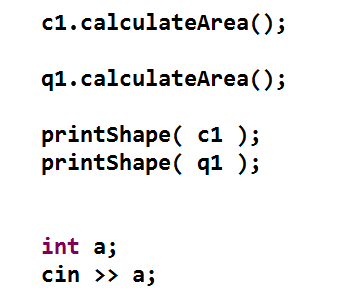 c1.calculateArea();
q1.calculateArea();
printShape( c1 );
printShape( q1 );
int a;
cin >> a;